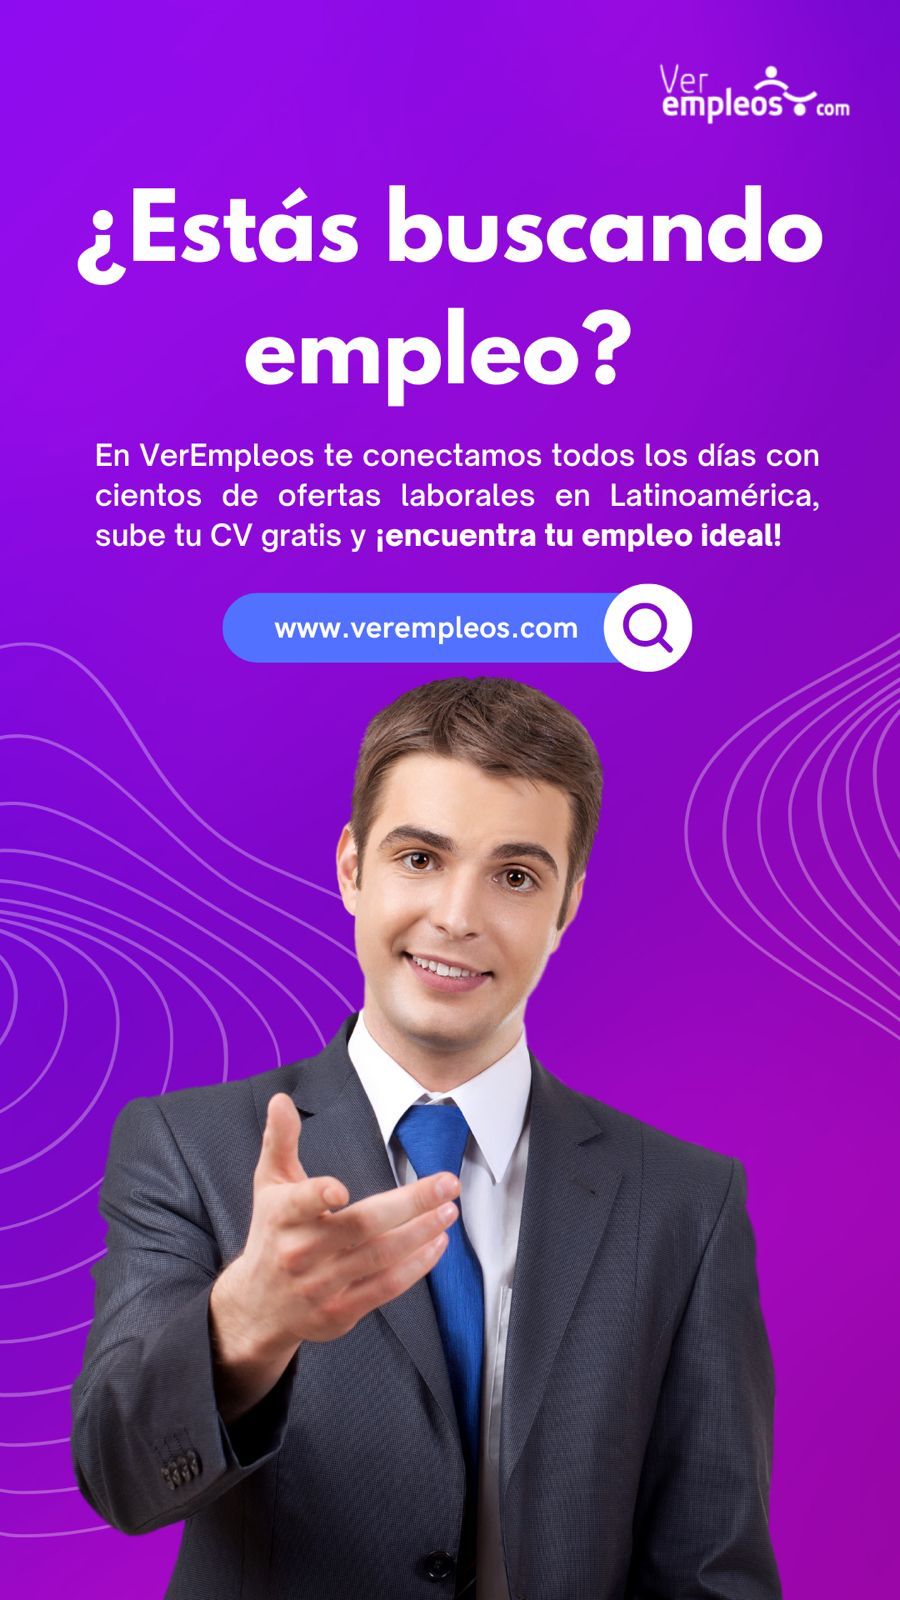 Ver
empleos.com
¿Estás buscando
empleo?
En VerEmpleos te conectamos todos los días con
cientos de ofertas laborales en Latinoamérica,
sube tu CV gratis y ¡encuentra tu empleo ideal!
www.verempleos.com